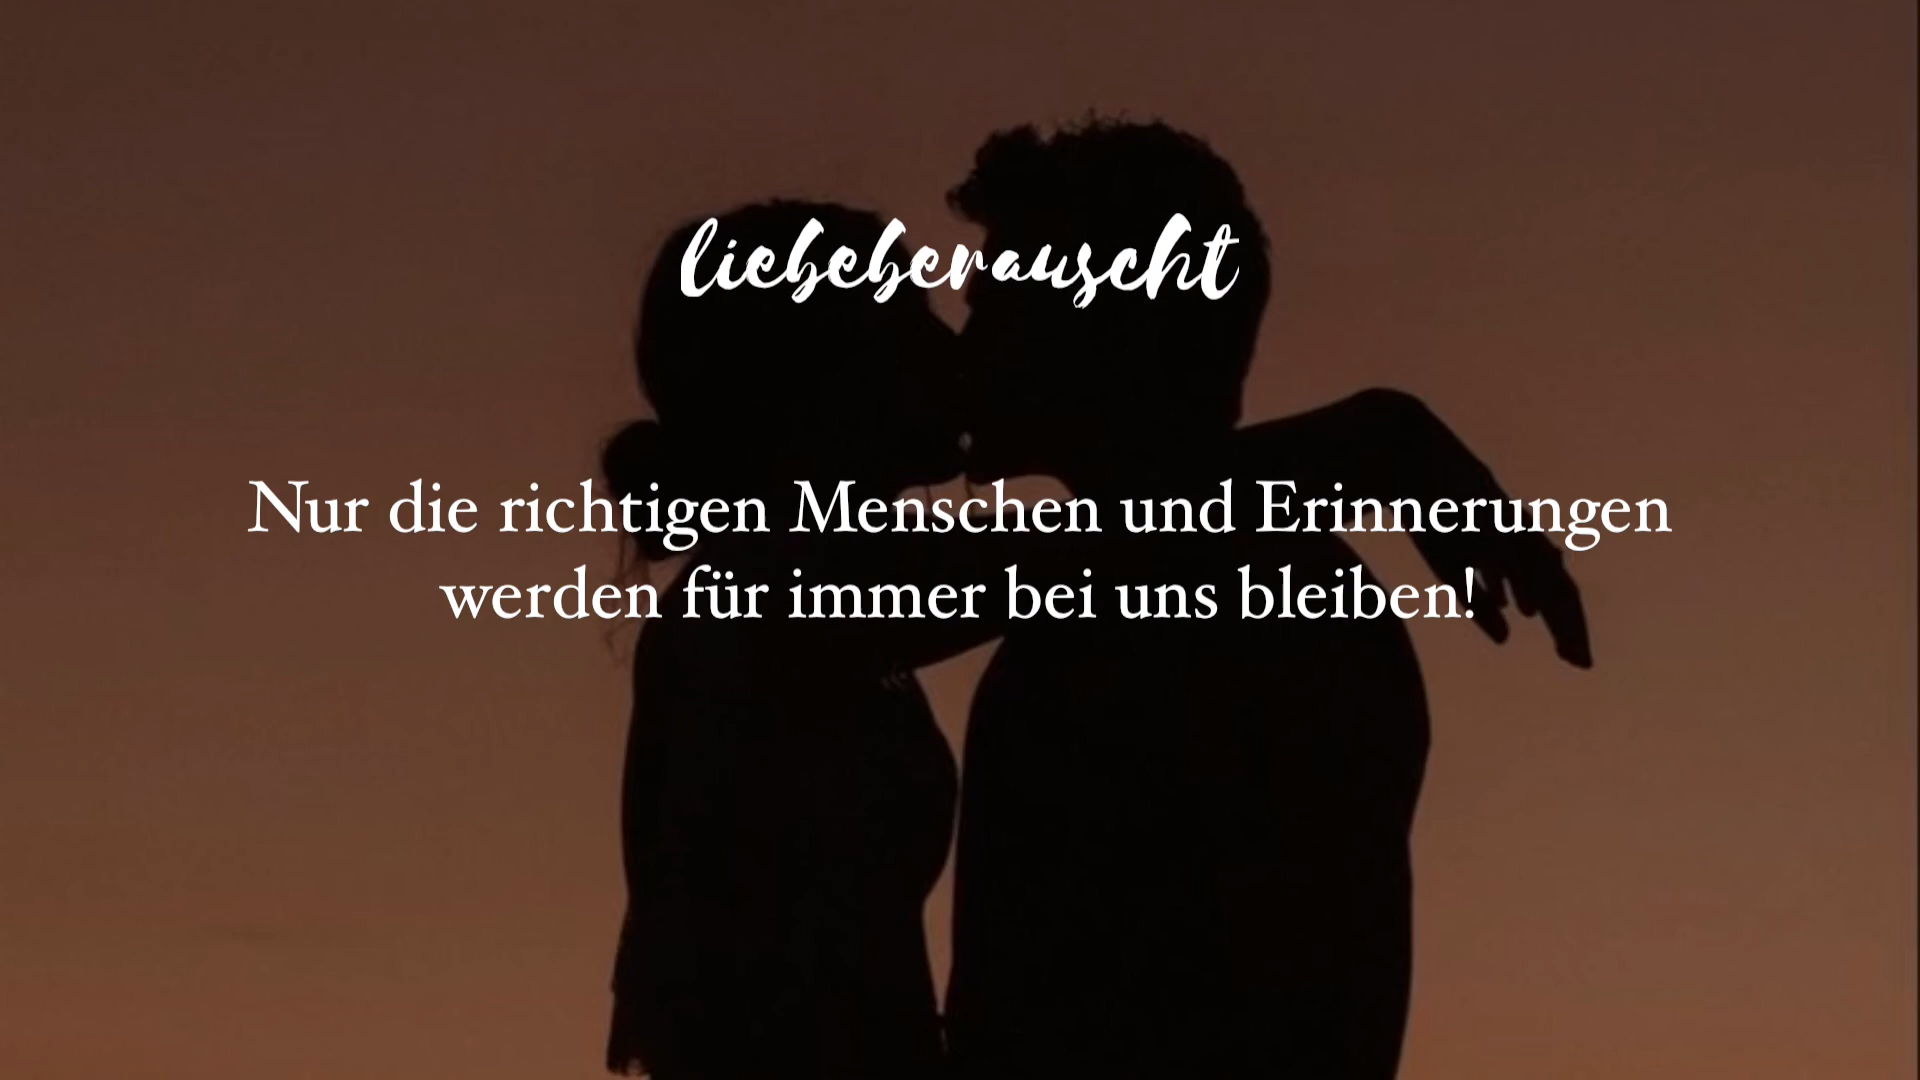 liebeberauscht
Nur die richtigen Menschen und Erinnerungen
werden für immer bei uns bleiben!